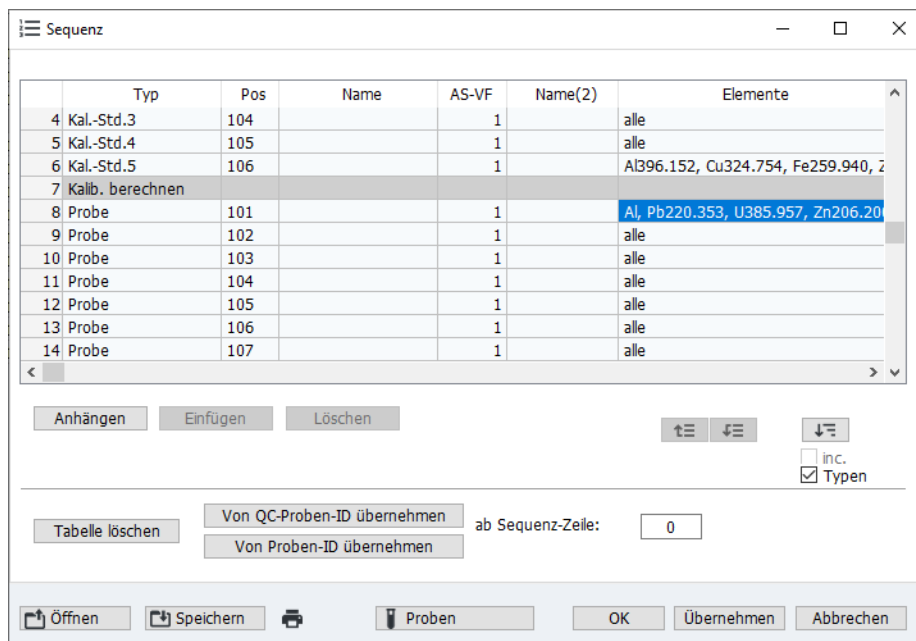 Sequenz
Typ Pos Name AS-VF Name(2) Elemente
4 Kal.-Std.3 104 1 alle
5 Kal.-Std.4 105 1 alle
6 Kal.-Std.5 106 1 Al396.152, Cu324.754, Fe259.940, Z
7 Kalib. berechnen
8 Probe 101 1 Al, Pb220.353, U385.957, Zn206.200
9 Probe 102 1 alle
10 Probe 103 1 alle
11 Probe 104 1 alle
12 Probe 105 1 alle
13 Probe 106 1 alle
14 Probe 107 1 alle
Anhängen Einfügen Löschen
inc.
Typen
Tabelle löschen Von QC-Proben-ID übernehmen ab Sequenz-Zeile: 0
Von Proben-ID übernehmen
Öffnen Speichern Proben OK Übernehmen Abbrechen